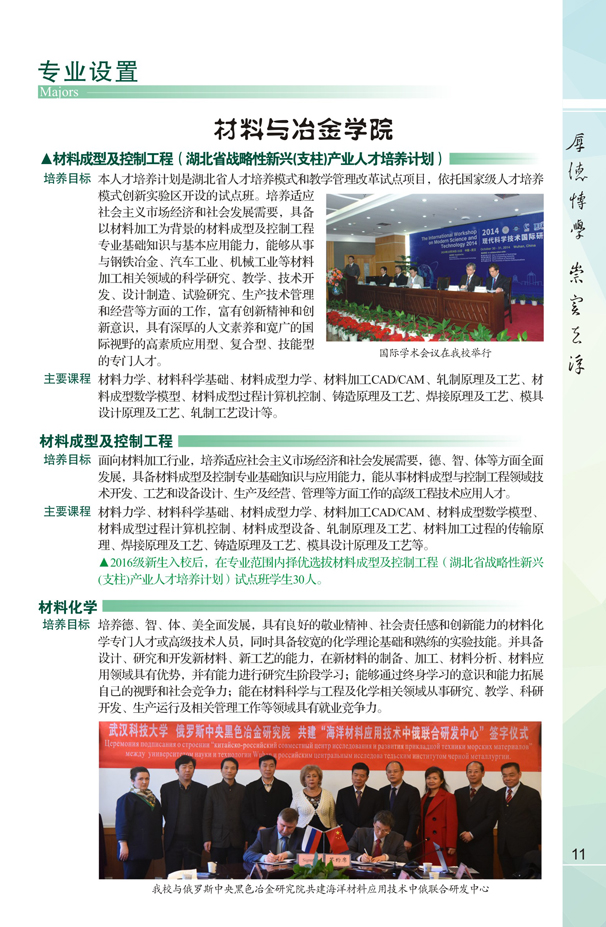 专业设置
Majors
材料与冶金学院
▲材料成型及控制工程（湖北省战略性新兴(支柱)产业人才培养计划）
培养目标 本人才培养计划是湖北省人才培养模式和教学管理改革试点项目，依托国家级人才培养
模式创新实验区开设的试点班。培养适应
社会主义市场经济和社会发展需要，具备
以材料加工为背景的材料成型及控制工程
专业基础知识与基本应用能力，能够从事
与钢铁冶金、汽车工业、机械工业等材料
加工相关领域的科学研究、教学、技术开
发、设计制造、试验研究、生产技术管理
和经营等方面的工作，富有创新精神和创
新意识，具有深厚的人文素养和宽广的国
际视野的高素质应用型、复合型、技能型
的专门人才。
The International Workshop
on Modern Science and
Technology 2014
2014
现代科学技术国际研
国际学术会议在我校举行
主要课程 材料力学、材料科学基础、材料成型力学、材料加工CAD/CAM、轧制原理及工艺、材
料成型数学模型、材料成型过程计算机控制、铸造原理及工艺、焊接原理及工艺、模具
设计原理及工艺、轧制工艺设计等。
材料成型及控制工程
培养目标 面向材料加工行业，培养适应社会主义市场经济和社会发展需要，德、智、体等方面全面
发展，具备材料成型及控制专业基础知识与应用能力，能从事材料成型与控制工程领域技
术开发、工艺和设备设计、生产及经营、管理等方面工作的高级工程技术应用人才。
主要课程 材料力学、材料科学基础、材料成型力学、材料加工CAD/CAM、材料成型数学模型、
材料成型过程计算机控制、材料成型设备、轧制原理及工艺、材料加工过程的传输原
理、焊接原理及工艺、铸造原理及工艺、模具设计原理及工艺等。
▲2016级新生入校后，在专业范围内择优选拔材料成型及控制工程（湖北省战略性新兴
(支柱)产业人才培养计划）试点班学生30人。
材料化学
培养目标 培养德、智、体、美全面发展，具有良好的敬业精神、社会责任感和创新能力的材料化
学专门人才或高级技术人员，同时具备较宽的化学理论基础和熟练的实验技能。并具备
设计、研究和开发新材料、新工艺的能力，在新材料的制备、加工、材料分析、材料应
用领域具有优势，并有能力进行研究生阶段学习；能够通过终身学习的意识和能力拓展
自己的视野和社会竞争力；能在材料科学与工程及化学相关领域从事研究、教学、科研
开发、生产运行及相关管理工作等领域具有就业竞争力。
武汉科技大学 俄罗斯中央黑色冶金研究院 共建“海洋材料应用技术中俄联合研发中心”签字仪式
Церемония подписания о строении "китайско-российский совместный центр исследования и развития прикладной техники морских материалов"
между университетом науки и технологию Ухань и российским центральным исследовательским институтом черной металлургии.
我校与俄罗斯中央黑色冶金研究院共建海洋材料应用技术中俄联合研发中心
厚德博学 崇实去浮
11